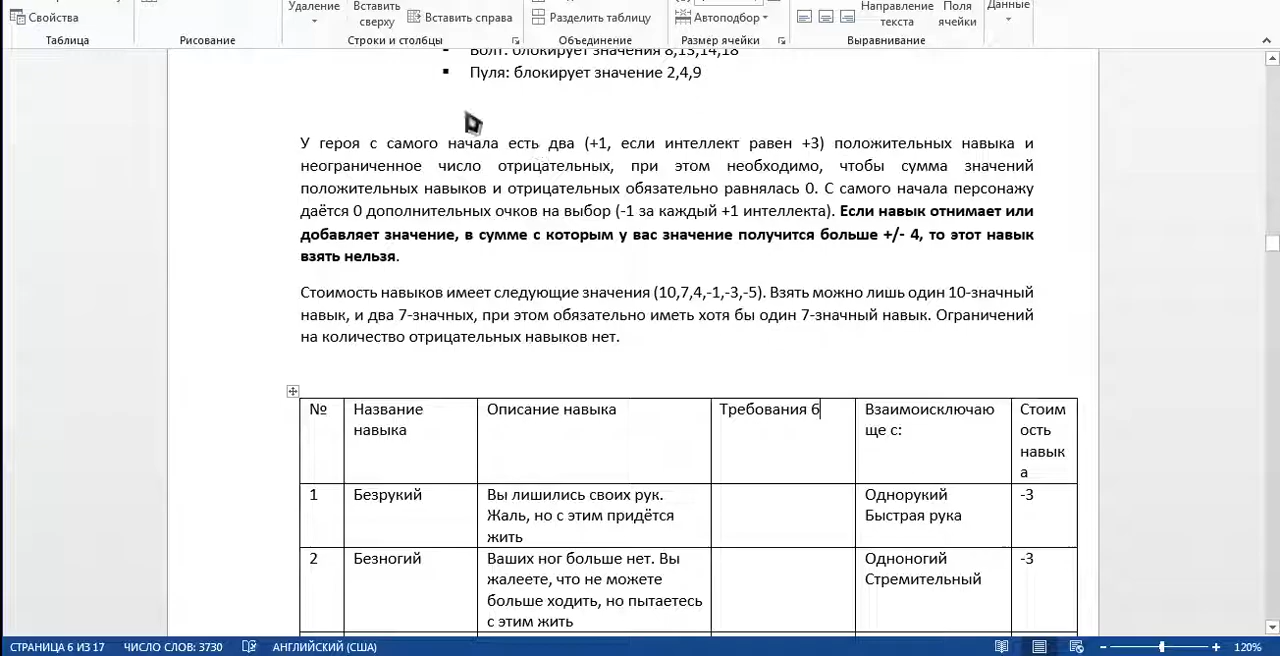 Удаление
Вставить сверху
Направление текста
Поля ячейки
Данные
Свойства
Вставить справа
Разделить таблицу
Автоподбор
Таблица
Рисование
Строки и столбцы
Объединение
Размер ячейки
Выравнивание
Болт: блокирует значения 8,13,14,18
Пуля: блокирует значение 2,4,9
У героя с самого начала есть два (+1, если интеллект равен +3) положительных навыка и
неограниченное число отрицательных, при этом необходимо, чтобы сумма значений
положительных навыков и отрицательных обязательно равнялась 0. С самого начала персонажу
даётся 0 дополнительных очков на выбор (-1 за каждый +1 интеллекта). Если навык отнимает или
добавляет значение, в сумме с которым у вас значение получится больше +/- 4, то этот навык
взять нельзя.
Стоимость навыков имеет следующие значения (10,7,4,-1,-3,-5). Взять можно лишь один 10-значный
навык, и два 7-значных, при этом обязательно иметь хотя бы один 7-значный навык. Ограничений
на количество отрицательных навыков нет.
№
Название
навыка
Описание навыка
Требования 6
Взаимоисключаю
ще с:
Стоим
ость
навык
а
1
Безрукий
Вы лишились своих рук.
Жаль, но с этим придётся
жить
Однорукий
Быстрая рука
-3
2
Безногий
Ваших ног больше нет. Вы
жалеете, что не можете
больше ходить, но пытаетесь
с этим жить
Одноногий
Стремительный
-3
СТРАНИЦА 6 ИЗ 17
ЧИСЛО СЛОВ: 3730
АНГЛИЙСКИЙ (США)
120%